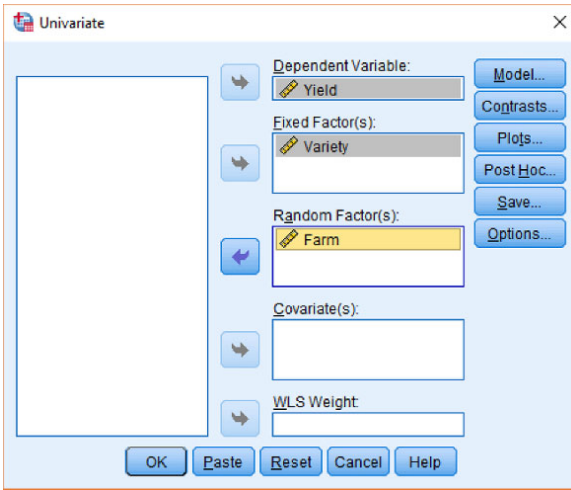 Univariate
Dependent Variable:
Yield
Fixed Factor(s):
Variety
Random Factor(s):
Farm
Covariate(s):
WLS Weight:
Model...
Contrasts...
Plots...
Post Hoc...
Save...
Options...
OK Paste Reset Cancel Help